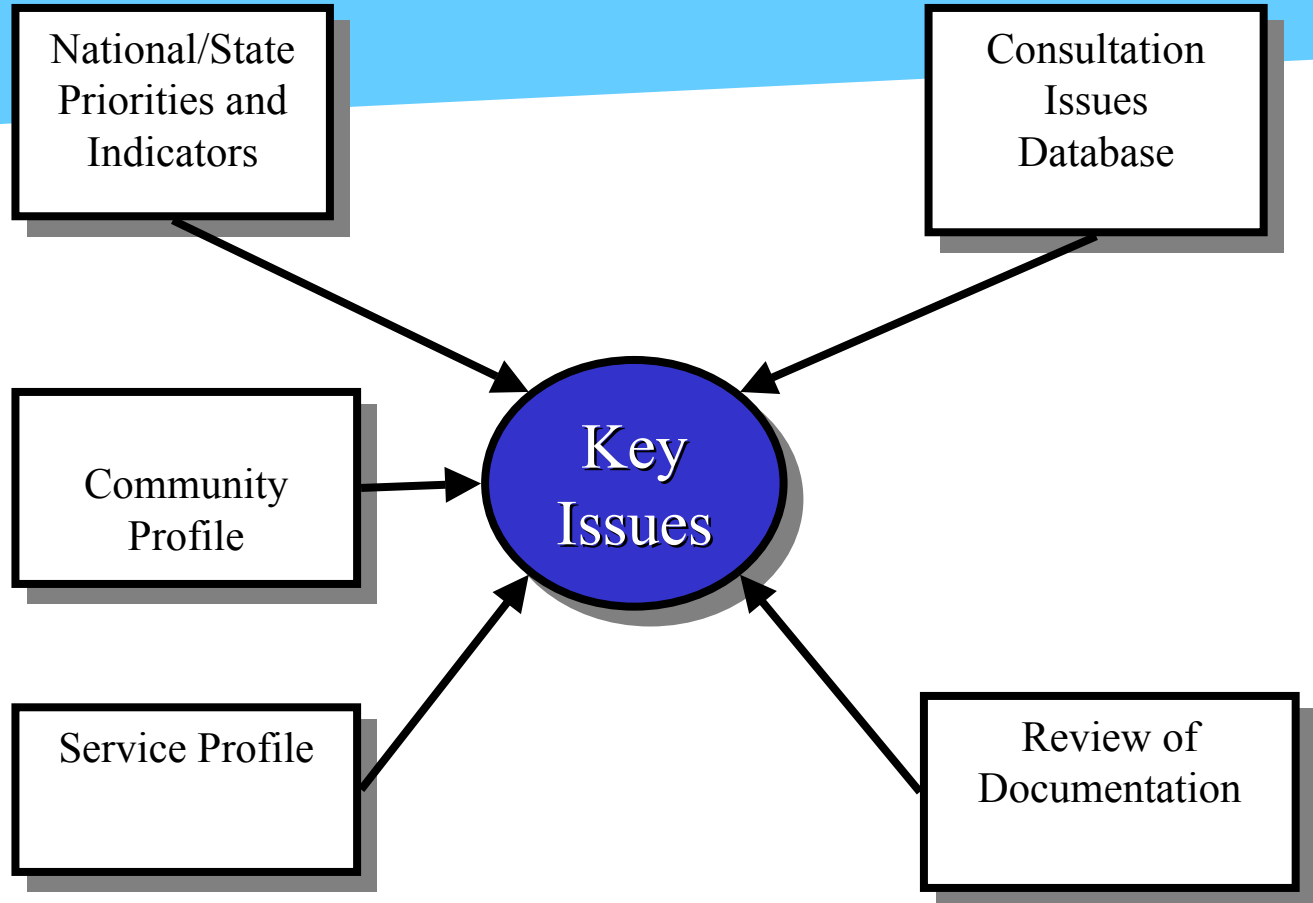 National/State
Priorities and
Indicators
Consultation
Issues
Database
Key
Issues
Community
Profile
Service Profile
Review of
Documentation